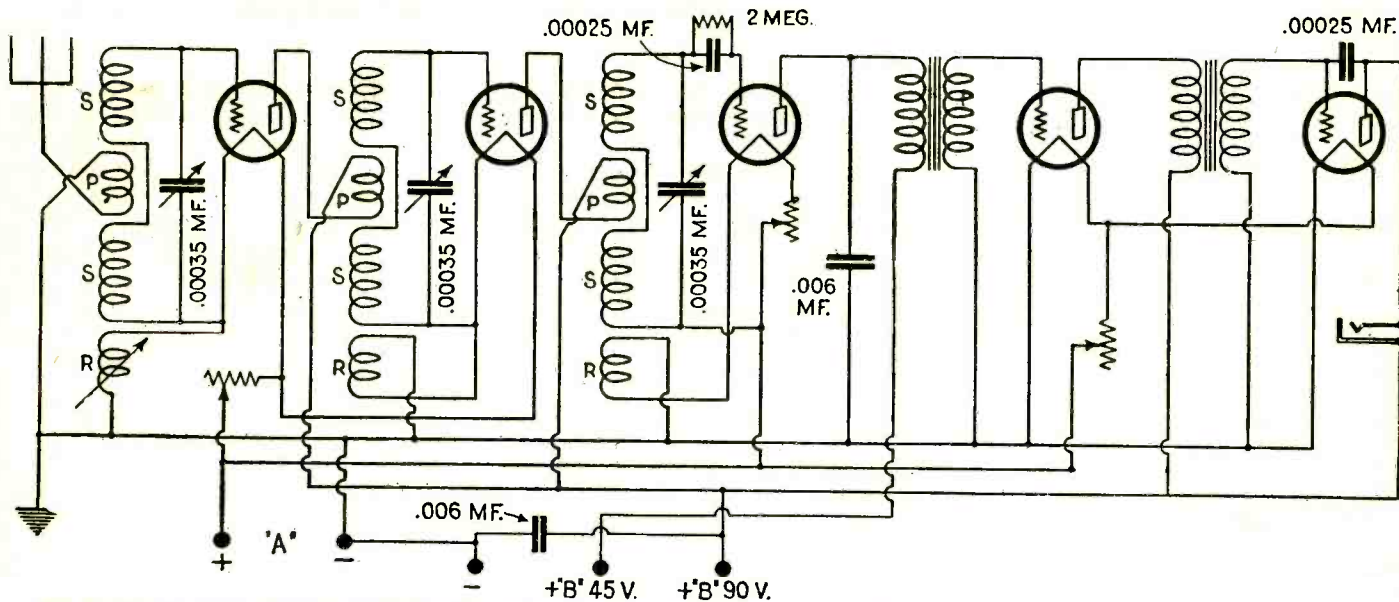 .00025 MF.
2 MEG.
.00025 MF.
S
P
S
R
.00035 MF.
S
P
S
R
.00035 MF.
S
P
S
R
.00035 MF.
.006
MF.
.006 MF.
+ "A" −
−
+"B" 45 V.
+"B" 90 V.